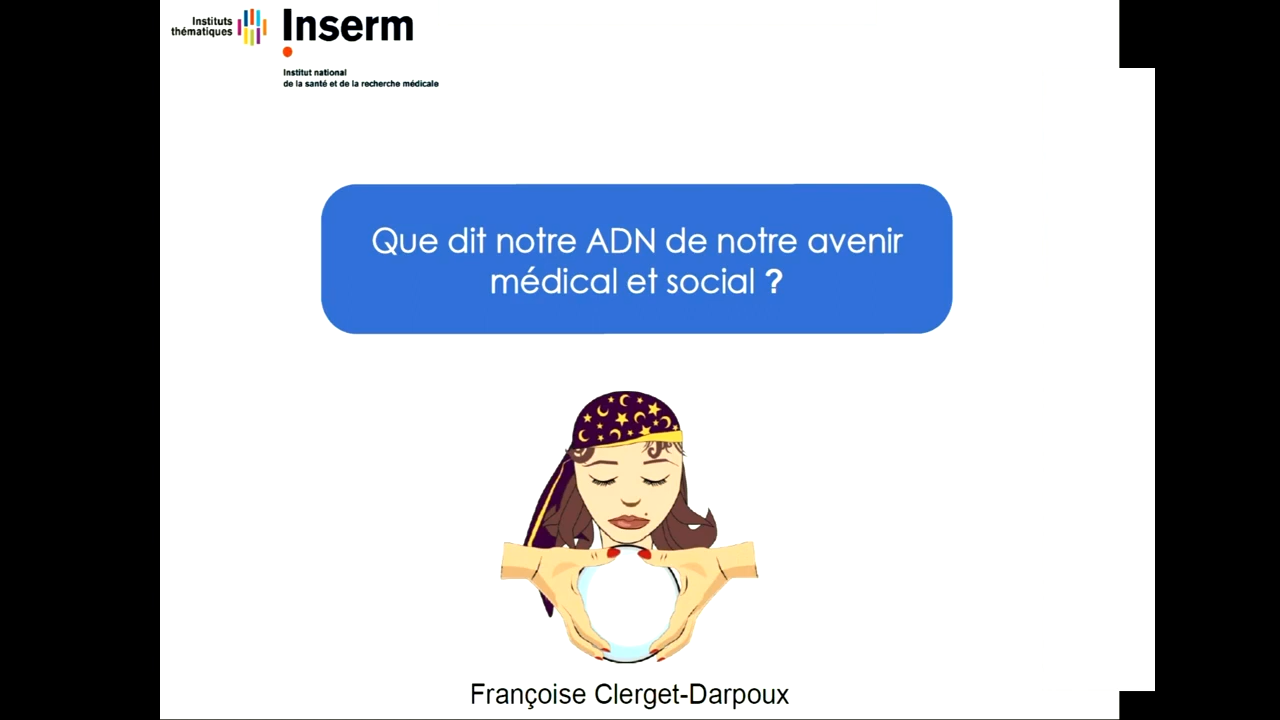 Instituts
thématiques
Inserm
Institut national
de la santé et de la recherche médicale
Que dit notre ADN de notre avenir
médical et social ?
Françoise Clerget-Darpoux